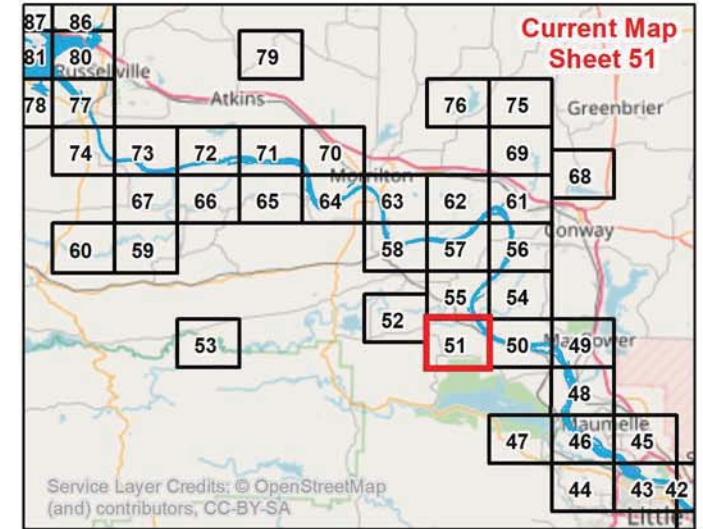 87 86
Current Map
Sheet 51
81 80
Russellville
79
78 77
Atkins
76 75
Greenbrier
74 73 72 71 70
69
Morrilton
68
67 66 65 64 63 62 61
Conway
60 59
58 57 56
55 54
52
53
51 50 49
Mayflower
48
Maumelle
47 46 45
Service Layer Credits: © OpenStreetMap
(and) contributors, CC-BY-SA
44 43 42
Little